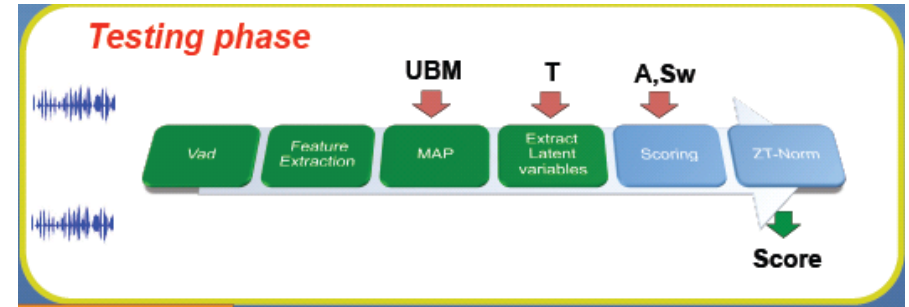 Testing phase
UBM
T
A,Sw
Vad
Feature
Extraction
MAP
Extract
Latent
variables
Scoring
ZT-Norm
Score